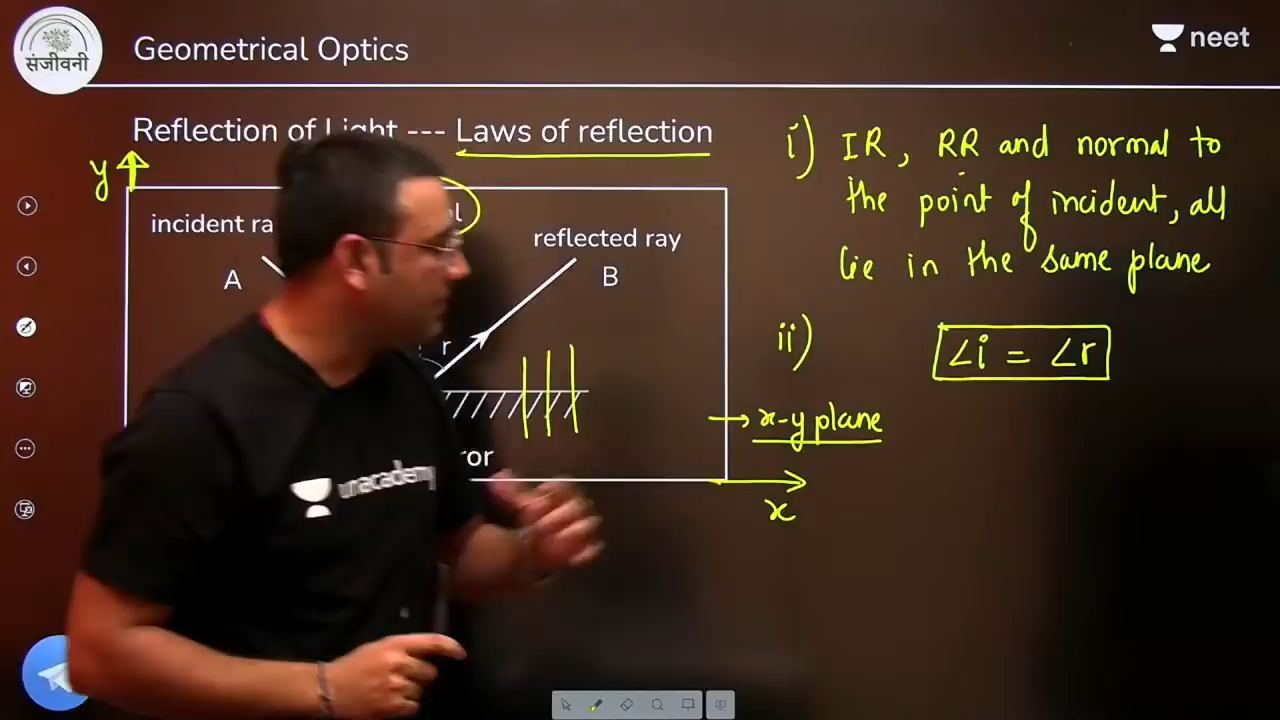 संजीवनी
Geometrical Optics
neet
Reflection of Light --- Laws of reflection
y
incident ra
reflected ray
A
B
r
ror
x
i) IR, RR and normal to
the point of incident, all
lie in the same plane
ii) ∠i = ∠r
x-y plane
unacademy